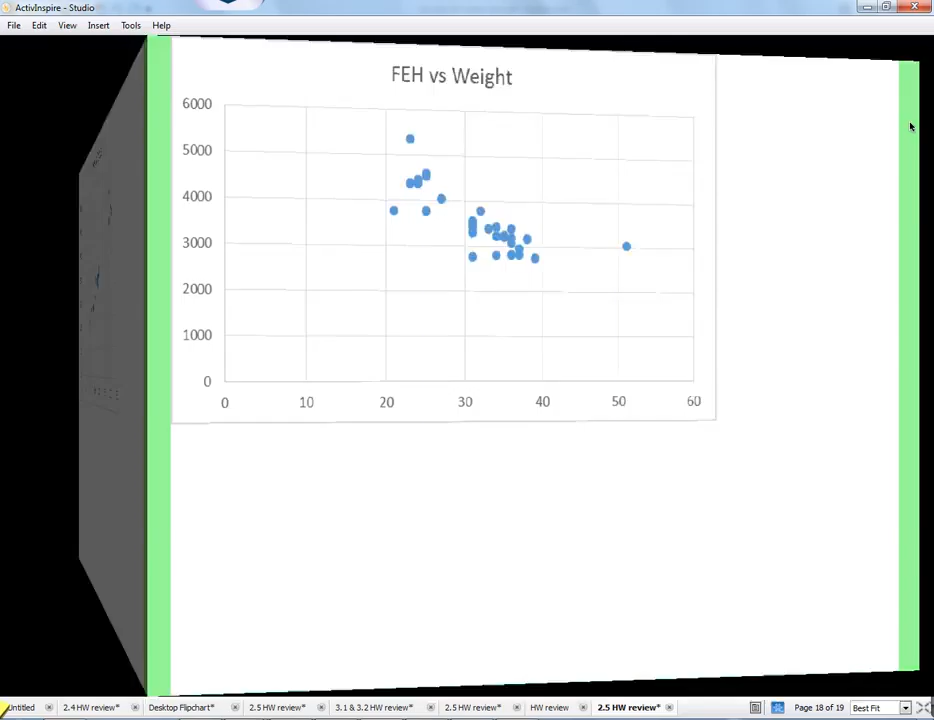 ActivInspire - Studio
File Edit View Insert Tools Help
FEH vs Weight
6000
5000
4000
3000
2000
1000
0
0 10 20 30 40 50 60
Untitled 2.4 HW review* Desktop Flipchart* 2.5 HW review* 3.1 & 3.2 HW review* 2.5 HW review* HW review 2.5 HW review* Page 18 of 19 Best Fit